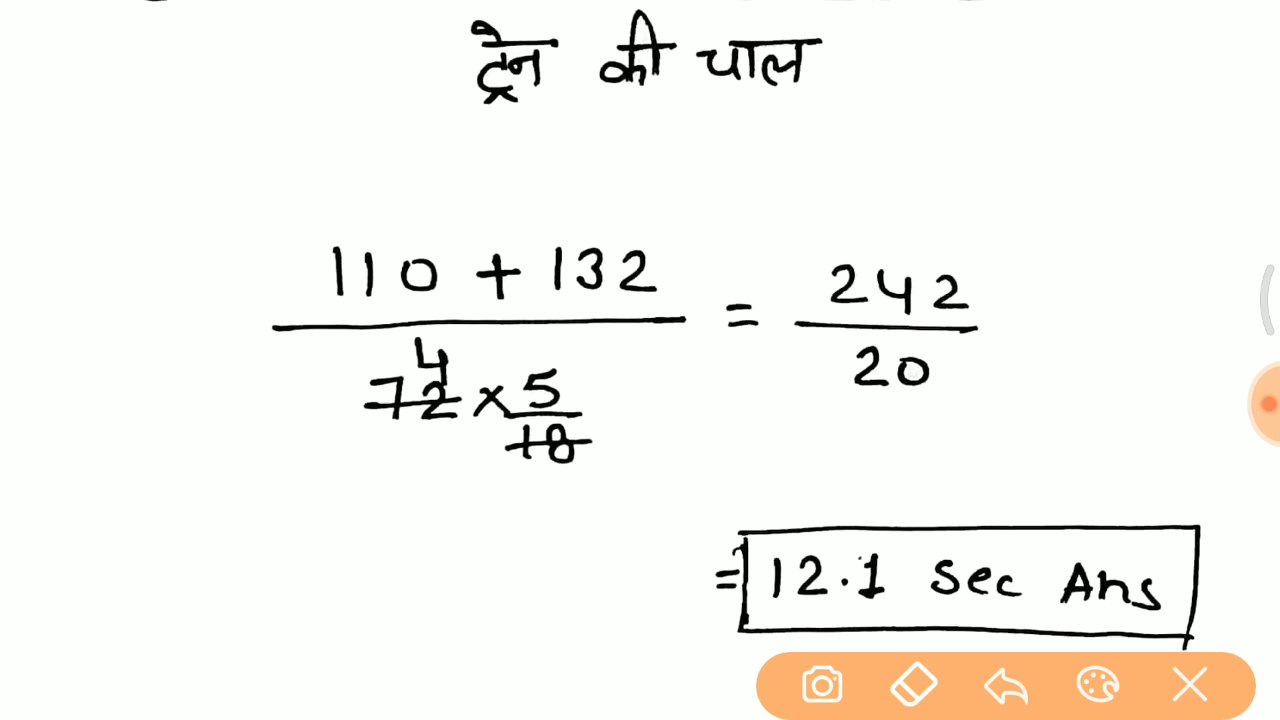 ट्रेन की चाल
110 + 132 = 242
72 4 × 5 20
18
= 12.1 Sec Ans